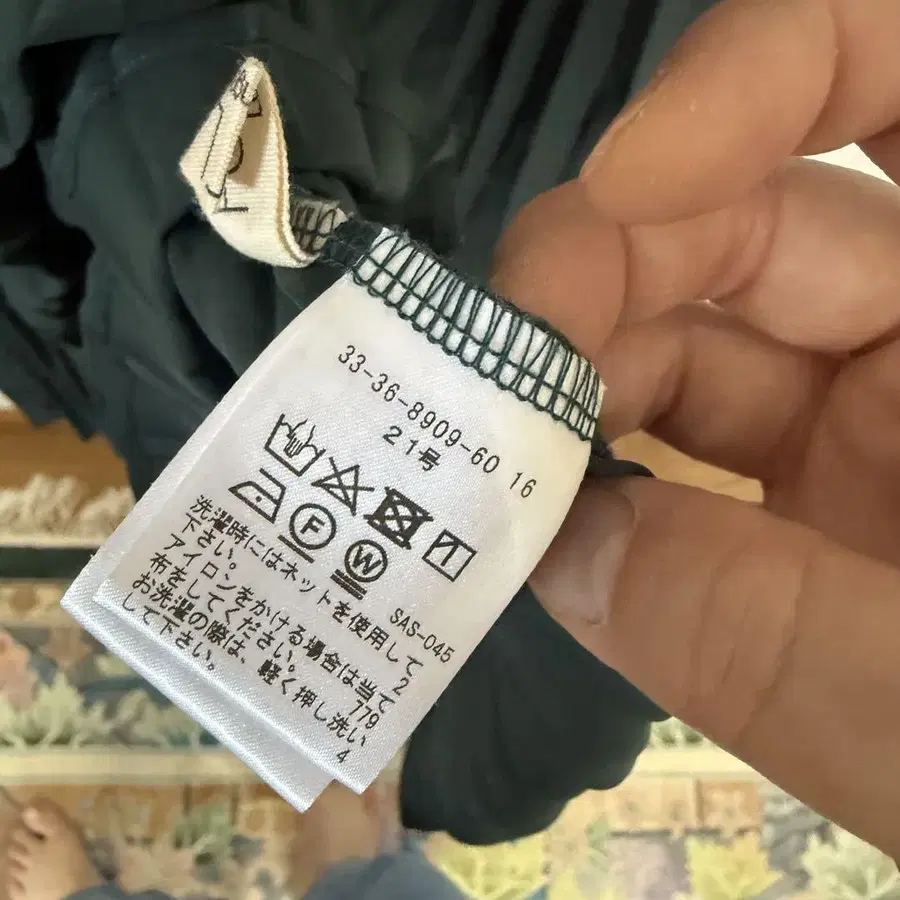 33-36-8909-60 16
21号
F W
SAS-045
洗濯時にはネットを使用して
下さい。 2
アイロンをかける場合は当て
布をしてください。 779
お洗濯の際は、軽く押し洗い
して下さい。 4